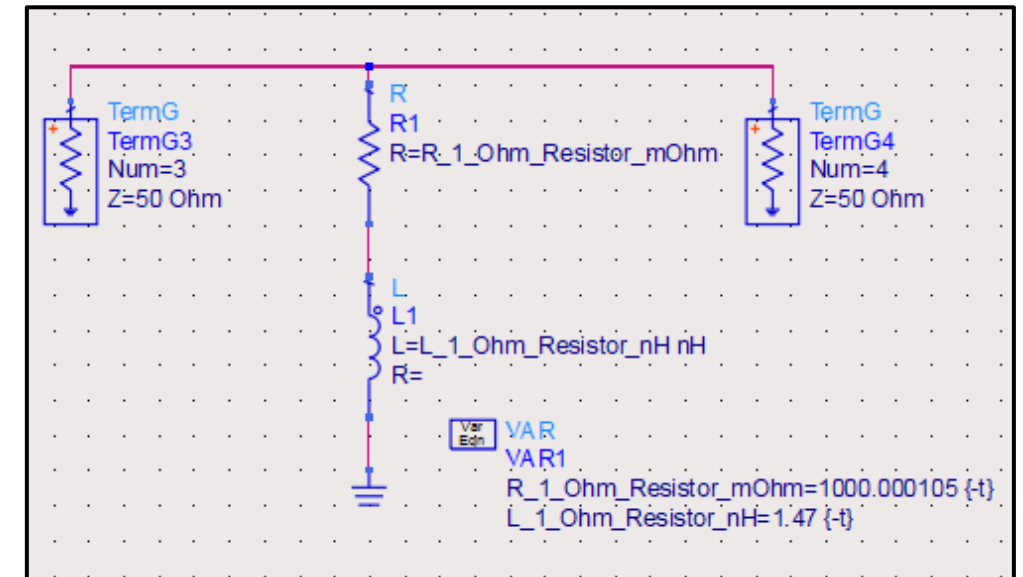 TermG
TermG3
Num=3
Z=50 Ohm
+
R
R1
R=R_1_Ohm_Resistor_mOhm
TermG
TermG4
Num=4
Z=50 Ohm
+
L
L1
L=L_1_Ohm_Resistor_nH nH
R=
Var
Eqn
VAR
VAR1
R_1_Ohm_Resistor_mOhm=1000.000105 {-t}
L_1_Ohm_Resistor_nH=1.47 {-t}